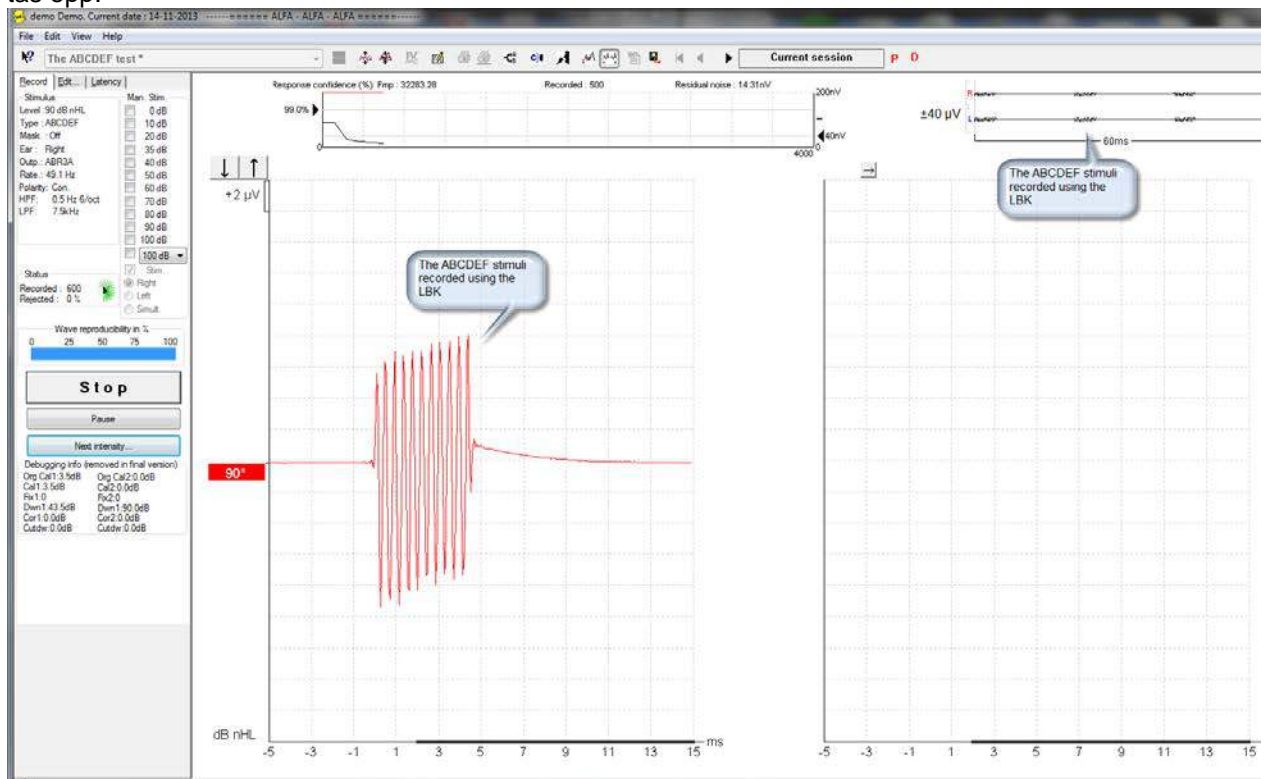 tas opp.
demo Demo. Current date : 14-11-2013 ------====== ALFA - ALFA - ALFA ======------
File Edit View Help
The ABCDEF test * Current session P D
Record Edit... Latency
Stimulus
Level :90 dB nHL
Type : ABCDEF
Mask : Off
Ear : Right
Outp.: ABR3A
Rate.: 49.1 Hz
Polarity: Con.
HPF: 0.5 Hz 6/oct
LPF 7.5kHz
Man. Stim.
0 dB
10 dB
20 dB
35 dB
40 dB
50 dB
60 dB
70 dB
80 dB
90 dB
100 dB
100 dB
Stim.
Right
Left
Simult.
Status
Recorded : 600
Rejected : 0 %
Wave reproducibility in %
0 25 50 75 100
Stop
Pause
Next intensity...
Debugging info (removed in final version)
Org Cal1:3.5dB Org Cal2:0.0dB
Cal1:3.5dB Cal2:0.0dB
Fix1:0 Fix2:0
Dwn1:43.5dB Dwn1:90.0dB
Cor1:0.0dB Cor2:0.0dB
Cutdw:0.0dB Cutdw:0.0dB
Response confidence (%) Fmp : 32283.28 Recorded : 500 Residual noise : 14.31nV
99.0%
0
200nV
40nV
0
4000
±40 µV
R
L
60ms
The ABCDEF stimuli
recorded using the
LBK
+2 µV
The ABCDEF stimuli
recorded using the
LBK
90*
dB nHL
-5 -3 -1 1 3 5 7 9 11 13 15 ms
-5 -3 -1 1 3 5 7 9 11 13 15